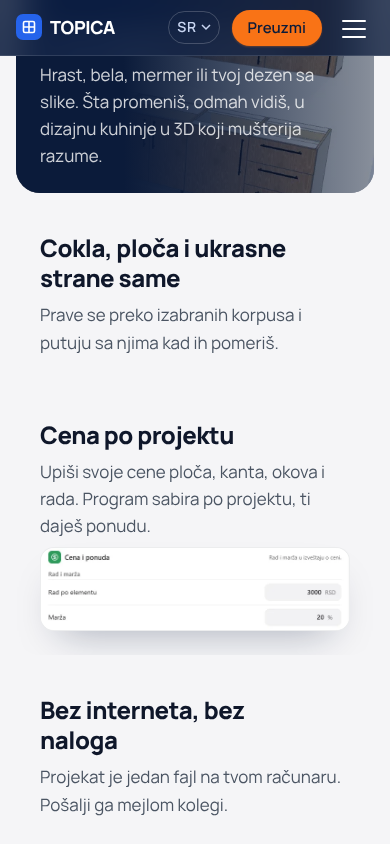 TOPICA
SR
Preuzmi
Hrast, bela, mermer ili tvoj dezen sa
slike. Šta promeniš, odmah vidiš, u
dizajnu kuhinje u 3D koji mušterija
razume.
Cokla, ploča i ukrasne
strane same
Prave se preko izabranih korpusa i
putuju sa njima kad ih pomeriš.
Cena po projektu
Upiši svoje cene ploča, kanta, okova i
rada. Program sabira po projektu, ti
daješ ponudu.
Cena i ponuda
Rad i marža u izveštaju o ceni.
Rad i marža
Rad po elementu
3000 RSD
Marža
20 %
Bez interneta, bez
naloga
Projekat je jedan fajl na tvom računaru.
Pošalji ga mejlom kolegi.